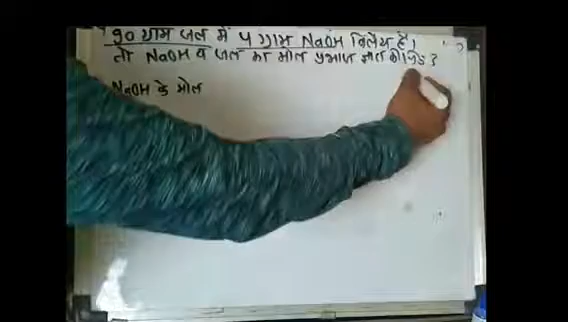 90 ग्राम जल में 4 ग्राम NaOH विलेय है।
तो NaOH व जल का मोल प्रभाज ज्ञात कीजिए ?
NaOH के मोल